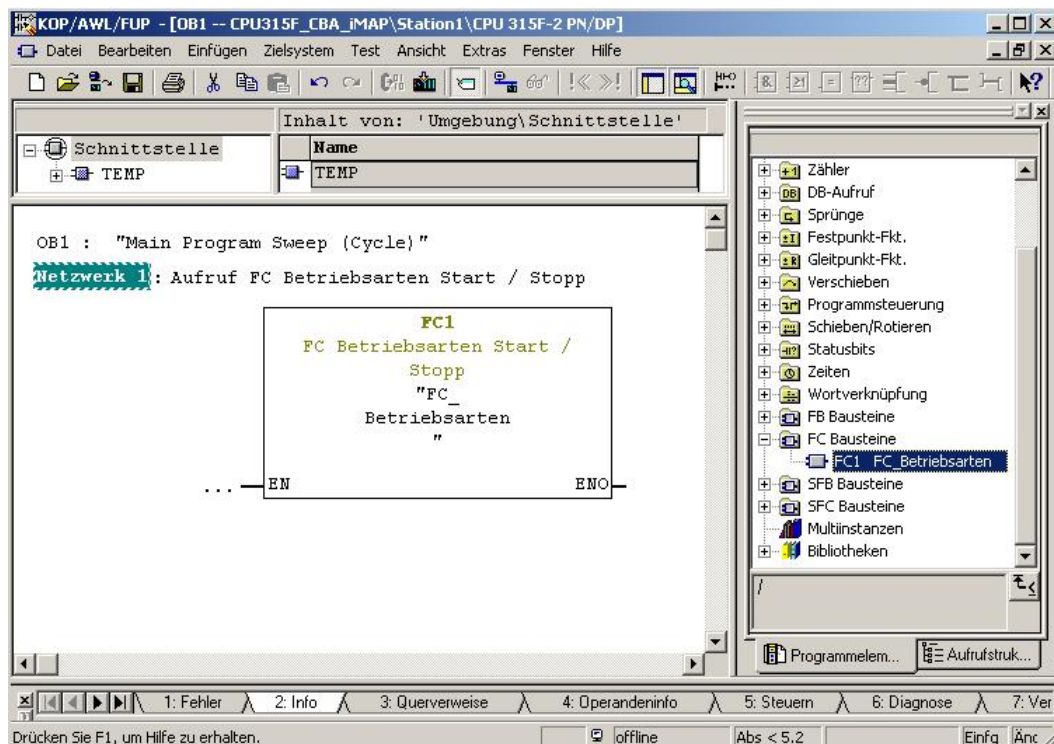 KOP/AWL/FUP - [OB1 -- CPU315F_CBA_iMAP\Station1\CPU 315F-2 PN/DP]
Datei Bearbeiten Einfügen Zielsystem Test Ansicht Extras Fenster Hilfe
Inhalt von: 'Umgebung\Schnittstelle'
Schnittstelle
TEMP
Name
TEMP
OB1 : "Main Program Sweep (Cycle)"
Netzwerk 1: Aufruf FC Betriebsarten Start / Stopp
FC1
FC Betriebsarten Start /
Stopp
"FC_
Betriebsarten
"
... EN ENO
Zähler
DB-Aufruf
Sprünge
Festpunkt-Fkt.
Gleitpunkt-Fkt.
Verschieben
Programmsteuerung
Schieben/Rotieren
Statusbits
Zeiten
Wortverknüpfung
FB Bausteine
FC Bausteine
FC1 FC_Betriebsarten
SFB Bausteine
SFC Bausteine
Multiinstanzen
Bibliotheken
/
Programmelem... Aufrufstruk...
1: Fehler 2: Info 3: Querverweise 4: Operandeninfo 5: Steuern 6: Diagnose 7: Ver
Drücken Sie F1, um Hilfe zu erhalten. offline Abs < 5.2 Einfg Änc